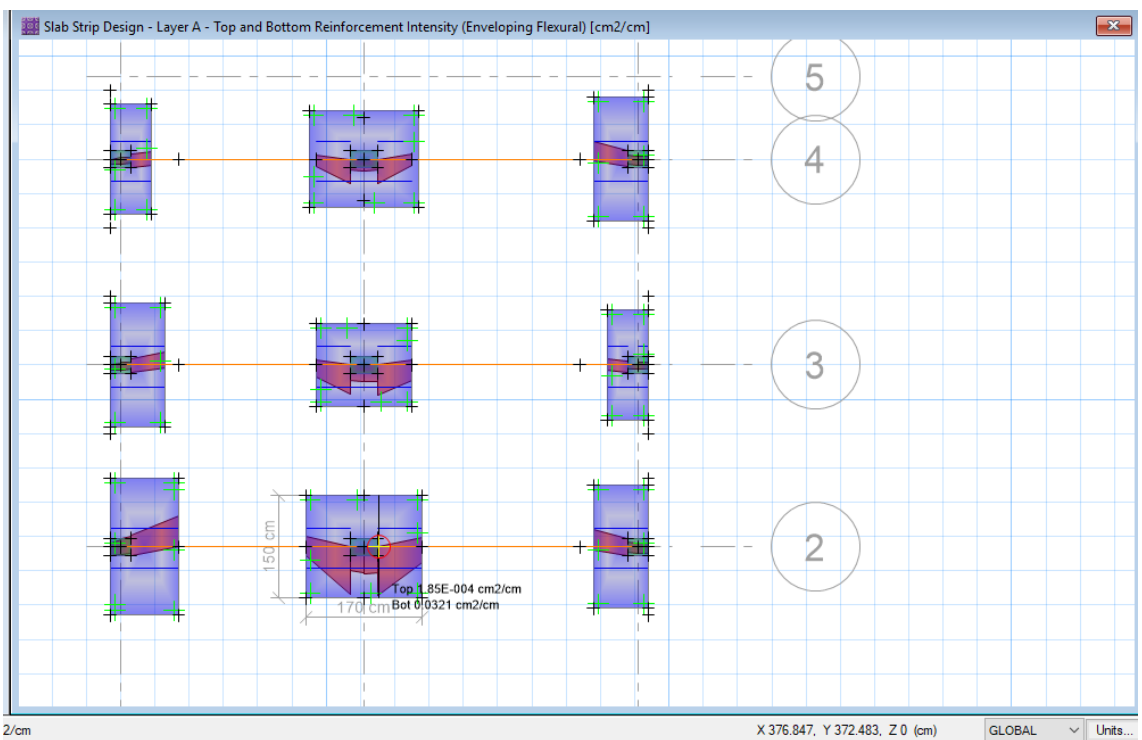 Slab Strip Design - Layer A - Top and Bottom Reinforcement Intensity (Enveloping Flexural) [cm2/cm]
5
4
3
2
150 cm
170 cm
Top 1.85E-004 cm2/cm
Bot 0.0321 cm2/cm
2/cm
X 376.847, Y 372.483, Z 0 (cm)
GLOBAL
Units...